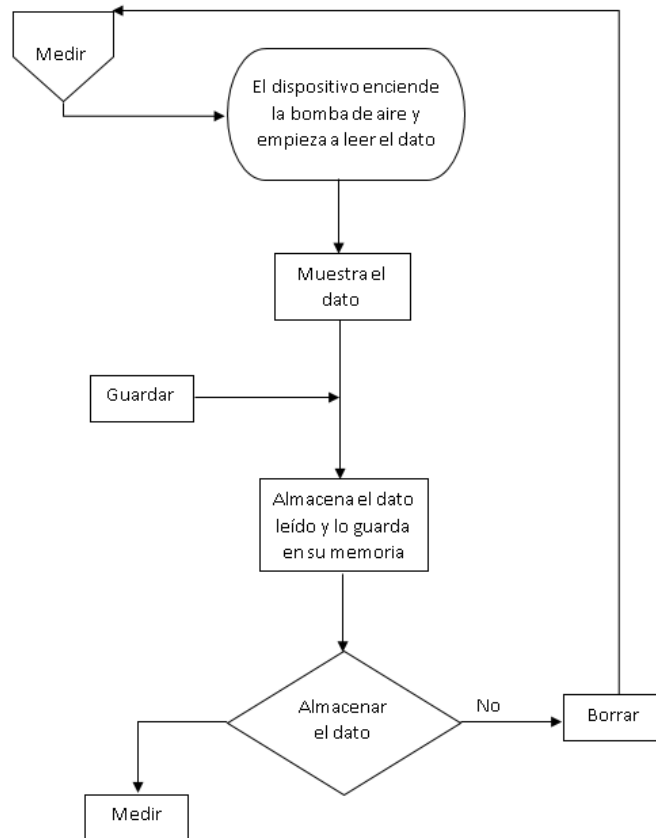 Medir
El dispositivo enciende
la bomba de aire y
empieza a leer el dato
Muestra el
dato
Guardar
Almacena el dato
leído y lo guarda
en su memoria
Almacenar
el dato
No
Borrar
Medir